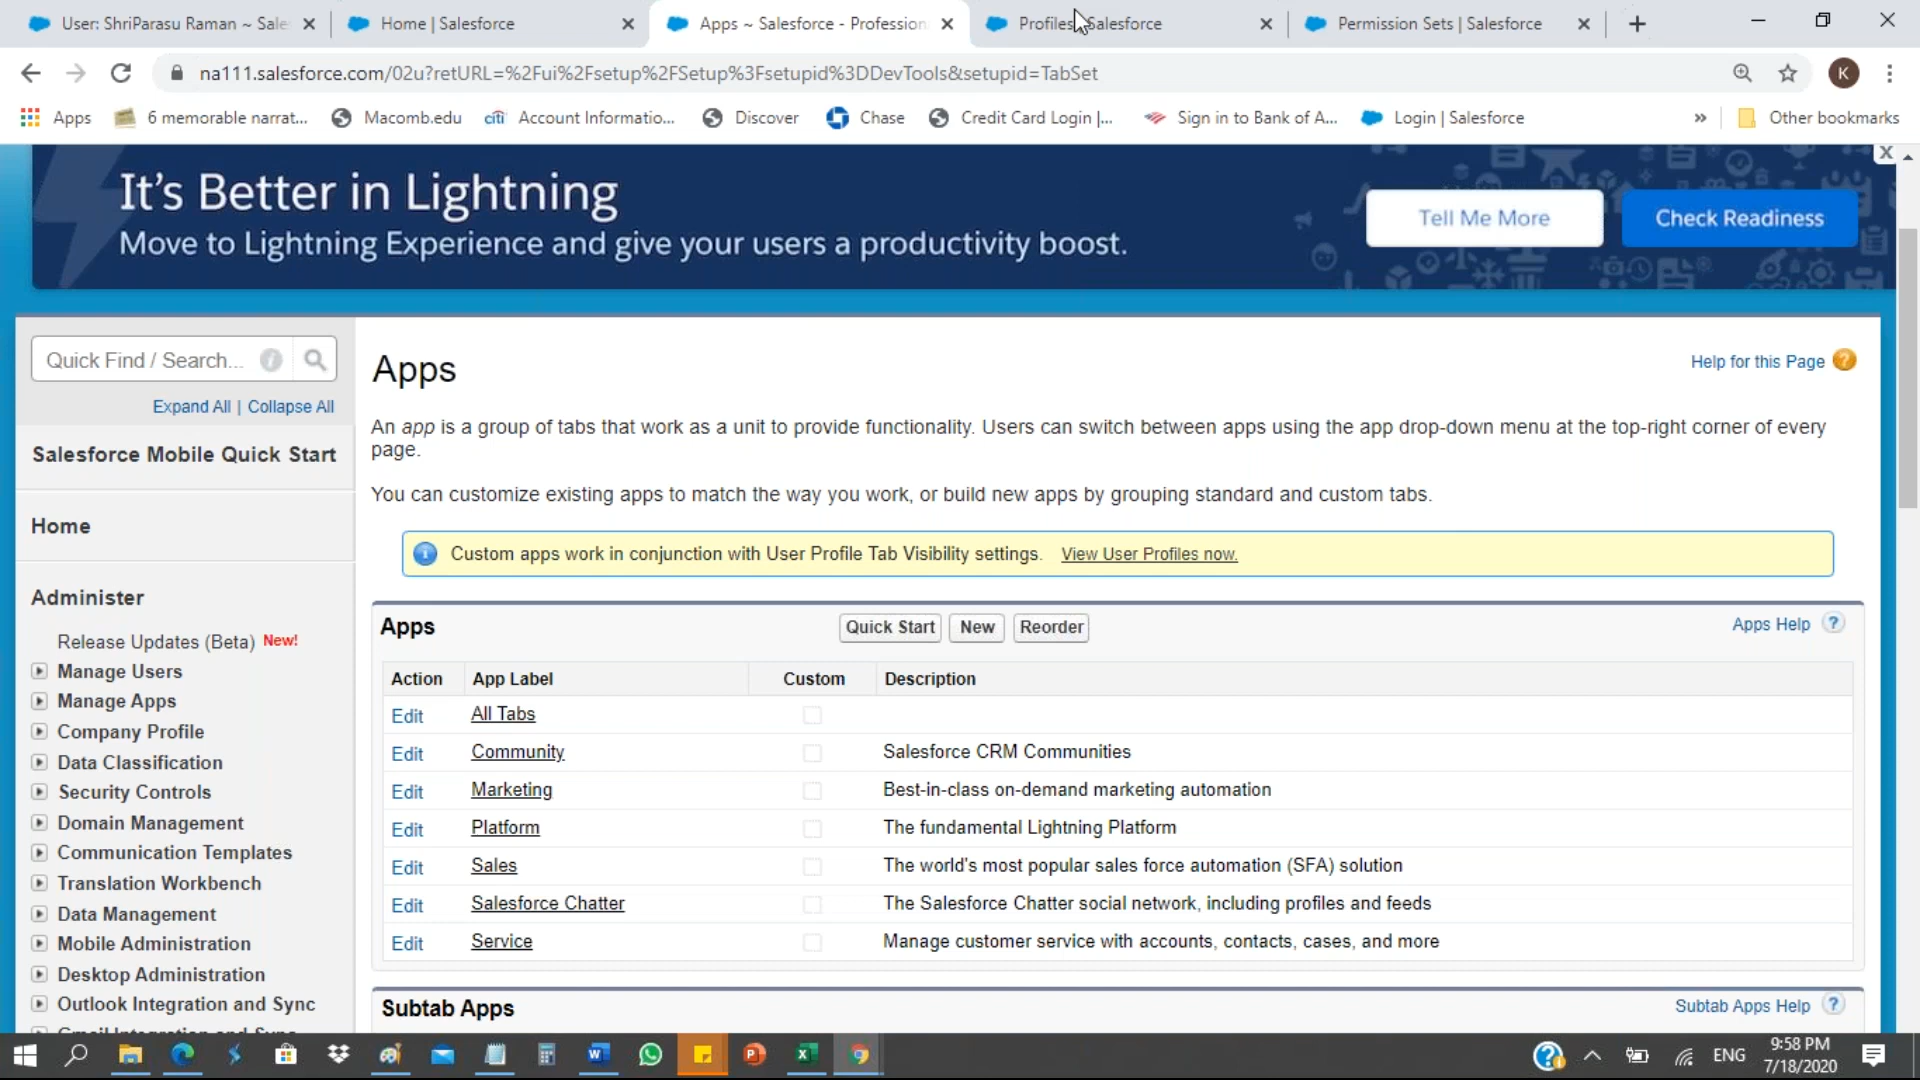 User: ShriParasu Raman ~ Sale
Home | Salesforce
Apps ~ Salesforce - Profession
Profiles Salesforce
Permission Sets | Salesforce
na111.salesforce.com/02u?retURL=%2Fui%2Fsetup%2FSetup%3Fsetupid%3DDevTools&setupid=TabSet
K
Apps
6 memorable narrat...
Macomb.edu
citi Account Informatio...
Discover
Chase
Credit Card Login |...
Sign in to Bank of A...
Login | Salesforce
»
Other bookmarks
It's Better in Lightning
Move to Lightning Experience and give your users a productivity boost.
Tell Me More
Check Readiness
X
Quick Find / Search...
Expand All | Collapse All
Salesforce Mobile Quick Start
Home
Administer
Release Updates (Beta) New!
Manage Users
Manage Apps
Company Profile
Data Classification
Security Controls
Domain Management
Communication Templates
Translation Workbench
Data Management
Mobile Administration
Desktop Administration
Outlook Integration and Sync
Gmail Integration and Sync
Apps
Help for this Page
An app is a group of tabs that work as a unit to provide functionality. Users can switch between apps using the app drop-down menu at the top-right corner of every
page.
You can customize existing apps to match the way you work, or build new apps by grouping standard and custom tabs.
Custom apps work in conjunction with User Profile Tab Visibility settings. View User Profiles now.
Apps
Quick Start
New
Reorder
Apps Help ?
Action App Label Custom Description
Edit All Tabs
Edit Community Salesforce CRM Communities
Edit Marketing Best-in-class on-demand marketing automation
Edit Platform The fundamental Lightning Platform
Edit Sales The world's most popular sales force automation (SFA) solution
Edit Salesforce Chatter The Salesforce Chatter social network, including profiles and feeds
Edit Service Manage customer service with accounts, contacts, cases, and more
Subtab Apps
Subtab Apps Help ?
ENG
9:58 PM
7/18/2020